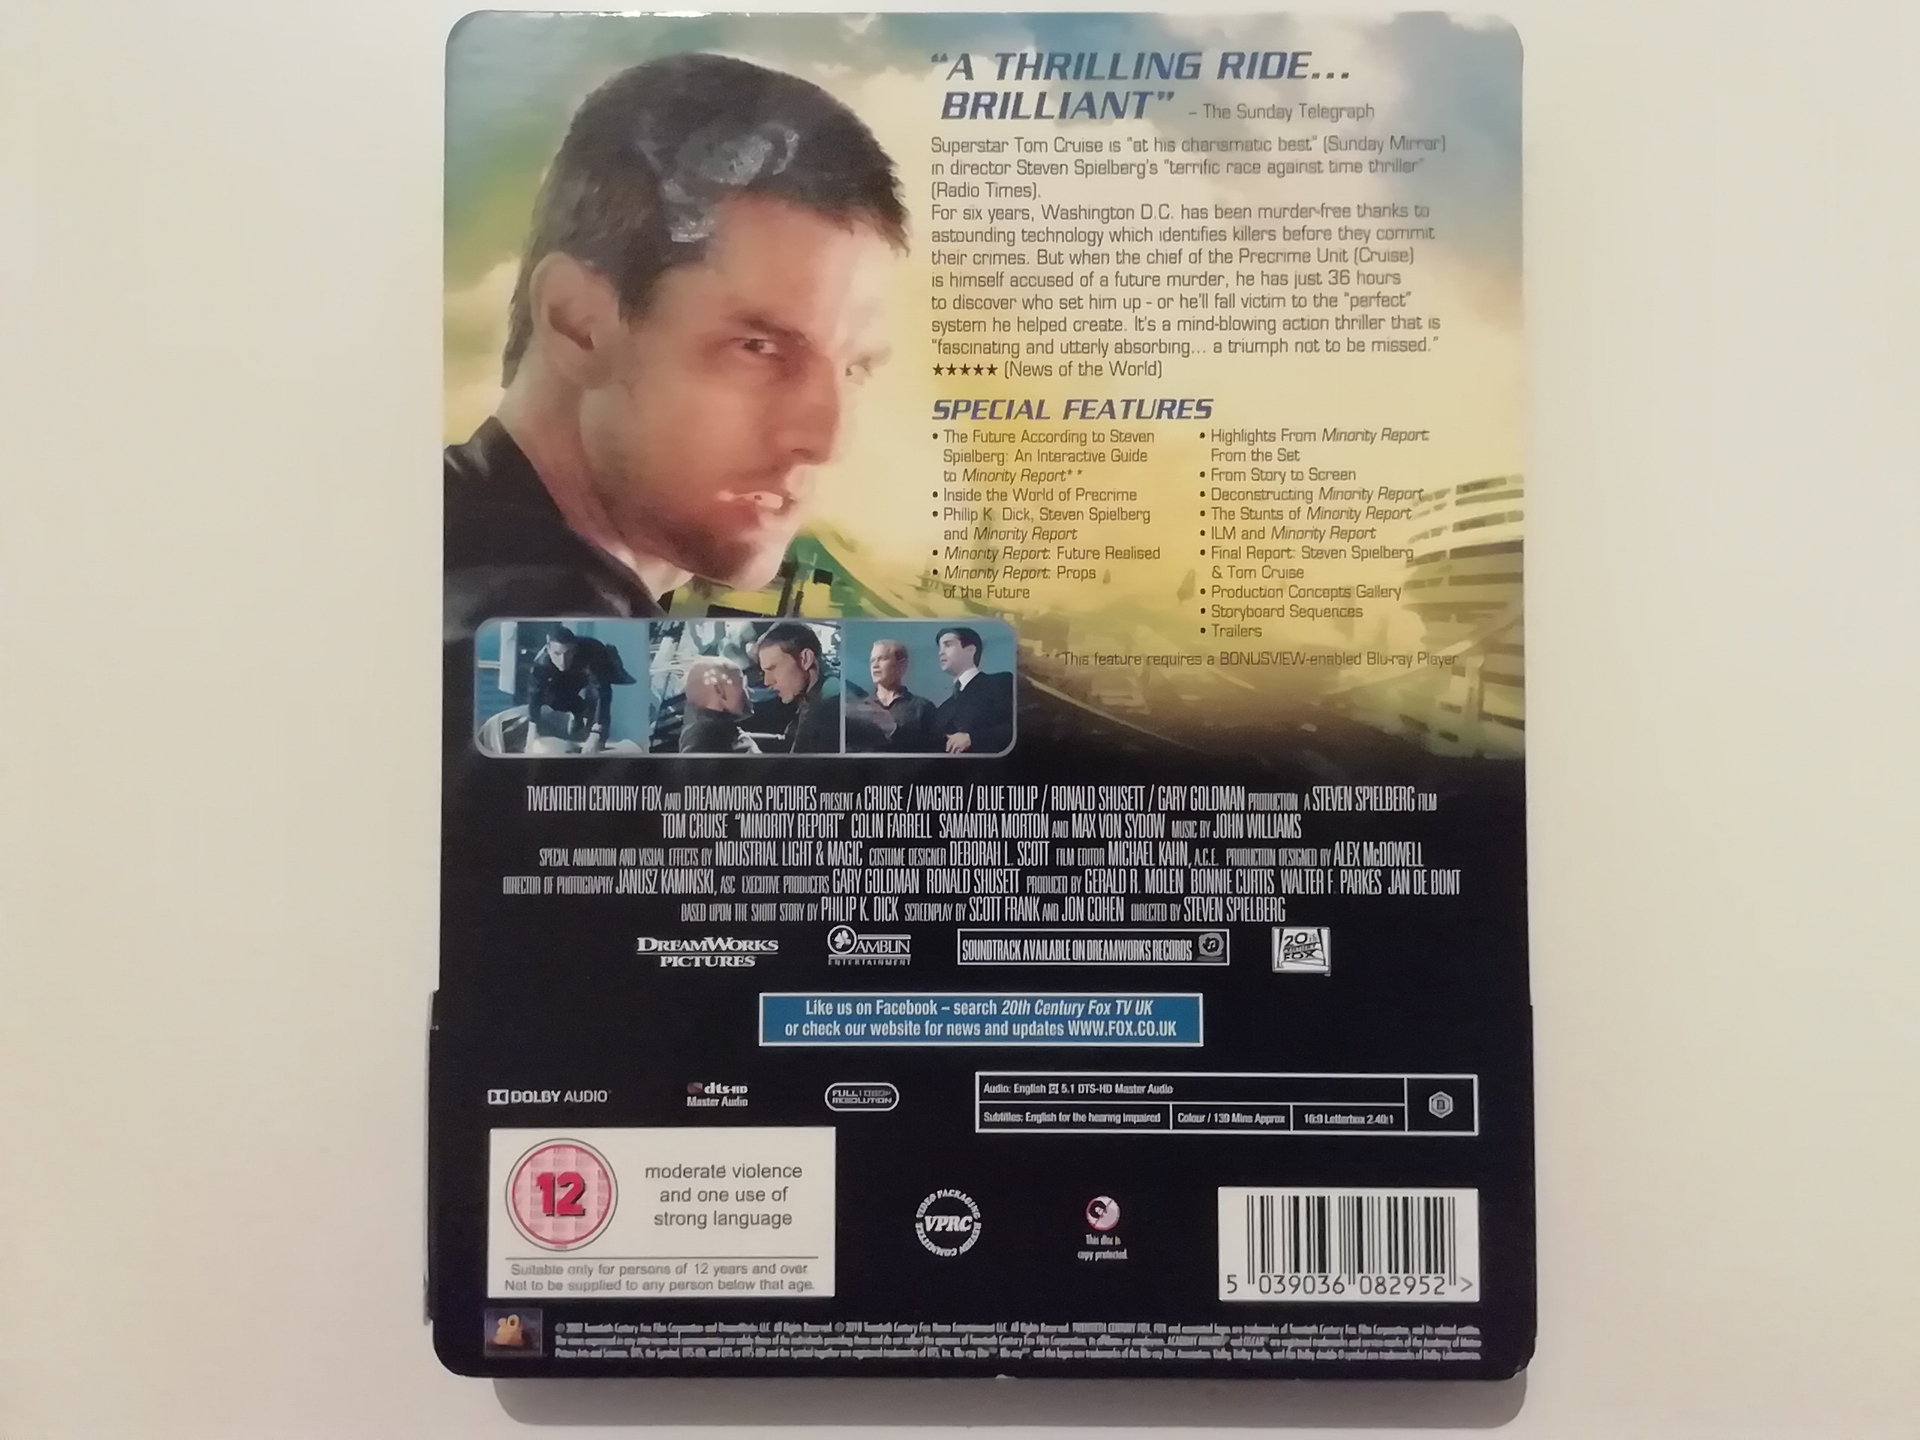 "A THRILLING RIDE...
BRILLIANT" – The Sunday Telegraph
Superstar Tom Cruise is "at his charismatic best" (Sunday Mirror)
in director Steven Spielberg's "terrific race against time thriller"
(Radio Times).
For six years, Washington D.C. has been murder-free thanks to
astounding technology which identifies killers before they commit
their crimes. But when the chief of the Precrime Unit (Cruise)
is himself accused of a future murder, he has just 36 hours
to discover who set him up - or he'll fall victim to the "perfect"
system he helped create. It's a mind-blowing action thriller that is
"fascinating and utterly absorbing... a triumph not to be missed."
★★★★★ (News of the World)
SPECIAL FEATURES
• The Future According to Steven
Spielberg: An Interactive Guide
to Minority Report**
• Inside the World of Precrime
• Philip K. Dick, Steven Spielberg
and Minority Report
• Minority Report: Future Realised
• Minority Report: Props
of the Future
• Highlights From Minority Report:
From the Set
• From Story to Screen
• Deconstructing Minority Report
• The Stunts of Minority Report
• ILM and Minority Report
• Final Report: Steven Spielberg
& Tom Cruise
• Production Concepts Gallery
• Storyboard Sequences
• Trailers
**This feature requires a BONUSVIEW-enabled Blu-ray Player
TWENTIETH CENTURY FOX AND DREAMWORKS PICTURES PRESENT A CRUISE / WAGNER / BLUE TULIP / RONALD SHUSETT / GARY GOLDMAN PRODUCTION A STEVEN SPIELBERG FILM
TOM CRUISE "MINORITY REPORT" COLIN FARRELL SAMANTHA MORTON AND MAX VON SYDOW MUSIC BY JOHN WILLIAMS
SPECIAL ANIMATION AND VISUAL EFFECTS BY INDUSTRIAL LIGHT & MAGIC COSTUME DESIGNER DEBORAH L. SCOTT FILM EDITOR MICHAEL KAHN, A.C.E. PRODUCTION DESIGNED BY ALEX McDOWELL
DIRECTOR OF PHOTOGRAPHY JANUSZ KAMINSKI, ASC EXECUTIVE PRODUCERS GARY GOLDMAN RONALD SHUSETT PRODUCED BY GERALD R. MOLEN BONNIE CURTIS WALTER F. PARKES JAN DE BONT
BASED UPON THE SHORT STORY BY PHILIP K. DICK SCREENPLAY BY SCOTT FRANK AND JON COHEN DIRECTED BY STEVEN SPIELBERG
DREAMWORKS
PICTURES
AMBLIN
ENTERTAINMENT
SOUNDTRACK AVAILABLE ON DREAMWORKS RECORDS
20th
CENTURY
FOX
Like us on Facebook – search 20th Century Fox TV UK
or check our website for news and updates WWW.FOX.CO.UK
DOLBY AUDIO
dts-HD
Master Audio
FULL 1080P
RESOLUTION
Audio: English 5.1 DTS-HD Master Audio
Subtitles: English for the hearing impaired
Colour / 139 Mins Approx
16:9 Letterbox 2.40:1
B
12
moderate violence
and one use of
strong language
Suitable only for persons of 12 years and over.
Not to be supplied to any person below that age.
VIDEO PACKAGING REVIEW COMMITTEE
VPRC
This disc is
copy protected.
5 039036 082952 >